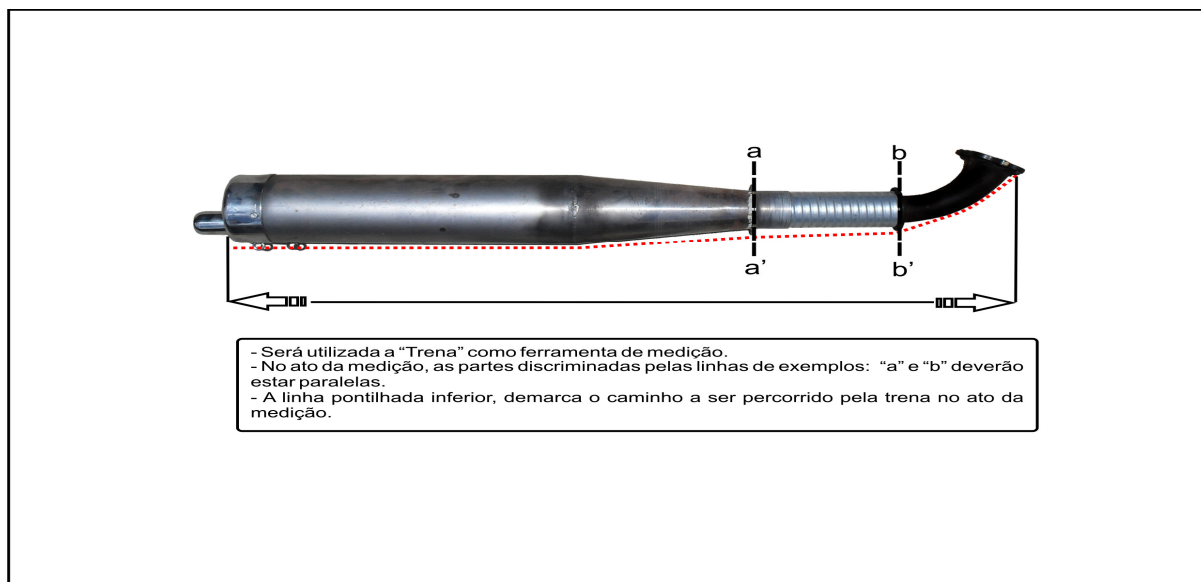 a
b
a’
b’
- Será utilizada a “Trena” como ferramenta de medição.
- No ato da medição, as partes discriminadas pelas linhas de exemplos: “a” e “b” deverão
estar paralelas.
- A linha pontilhada inferior, demarca o caminho a ser percorrido pela trena no ato da
medição.